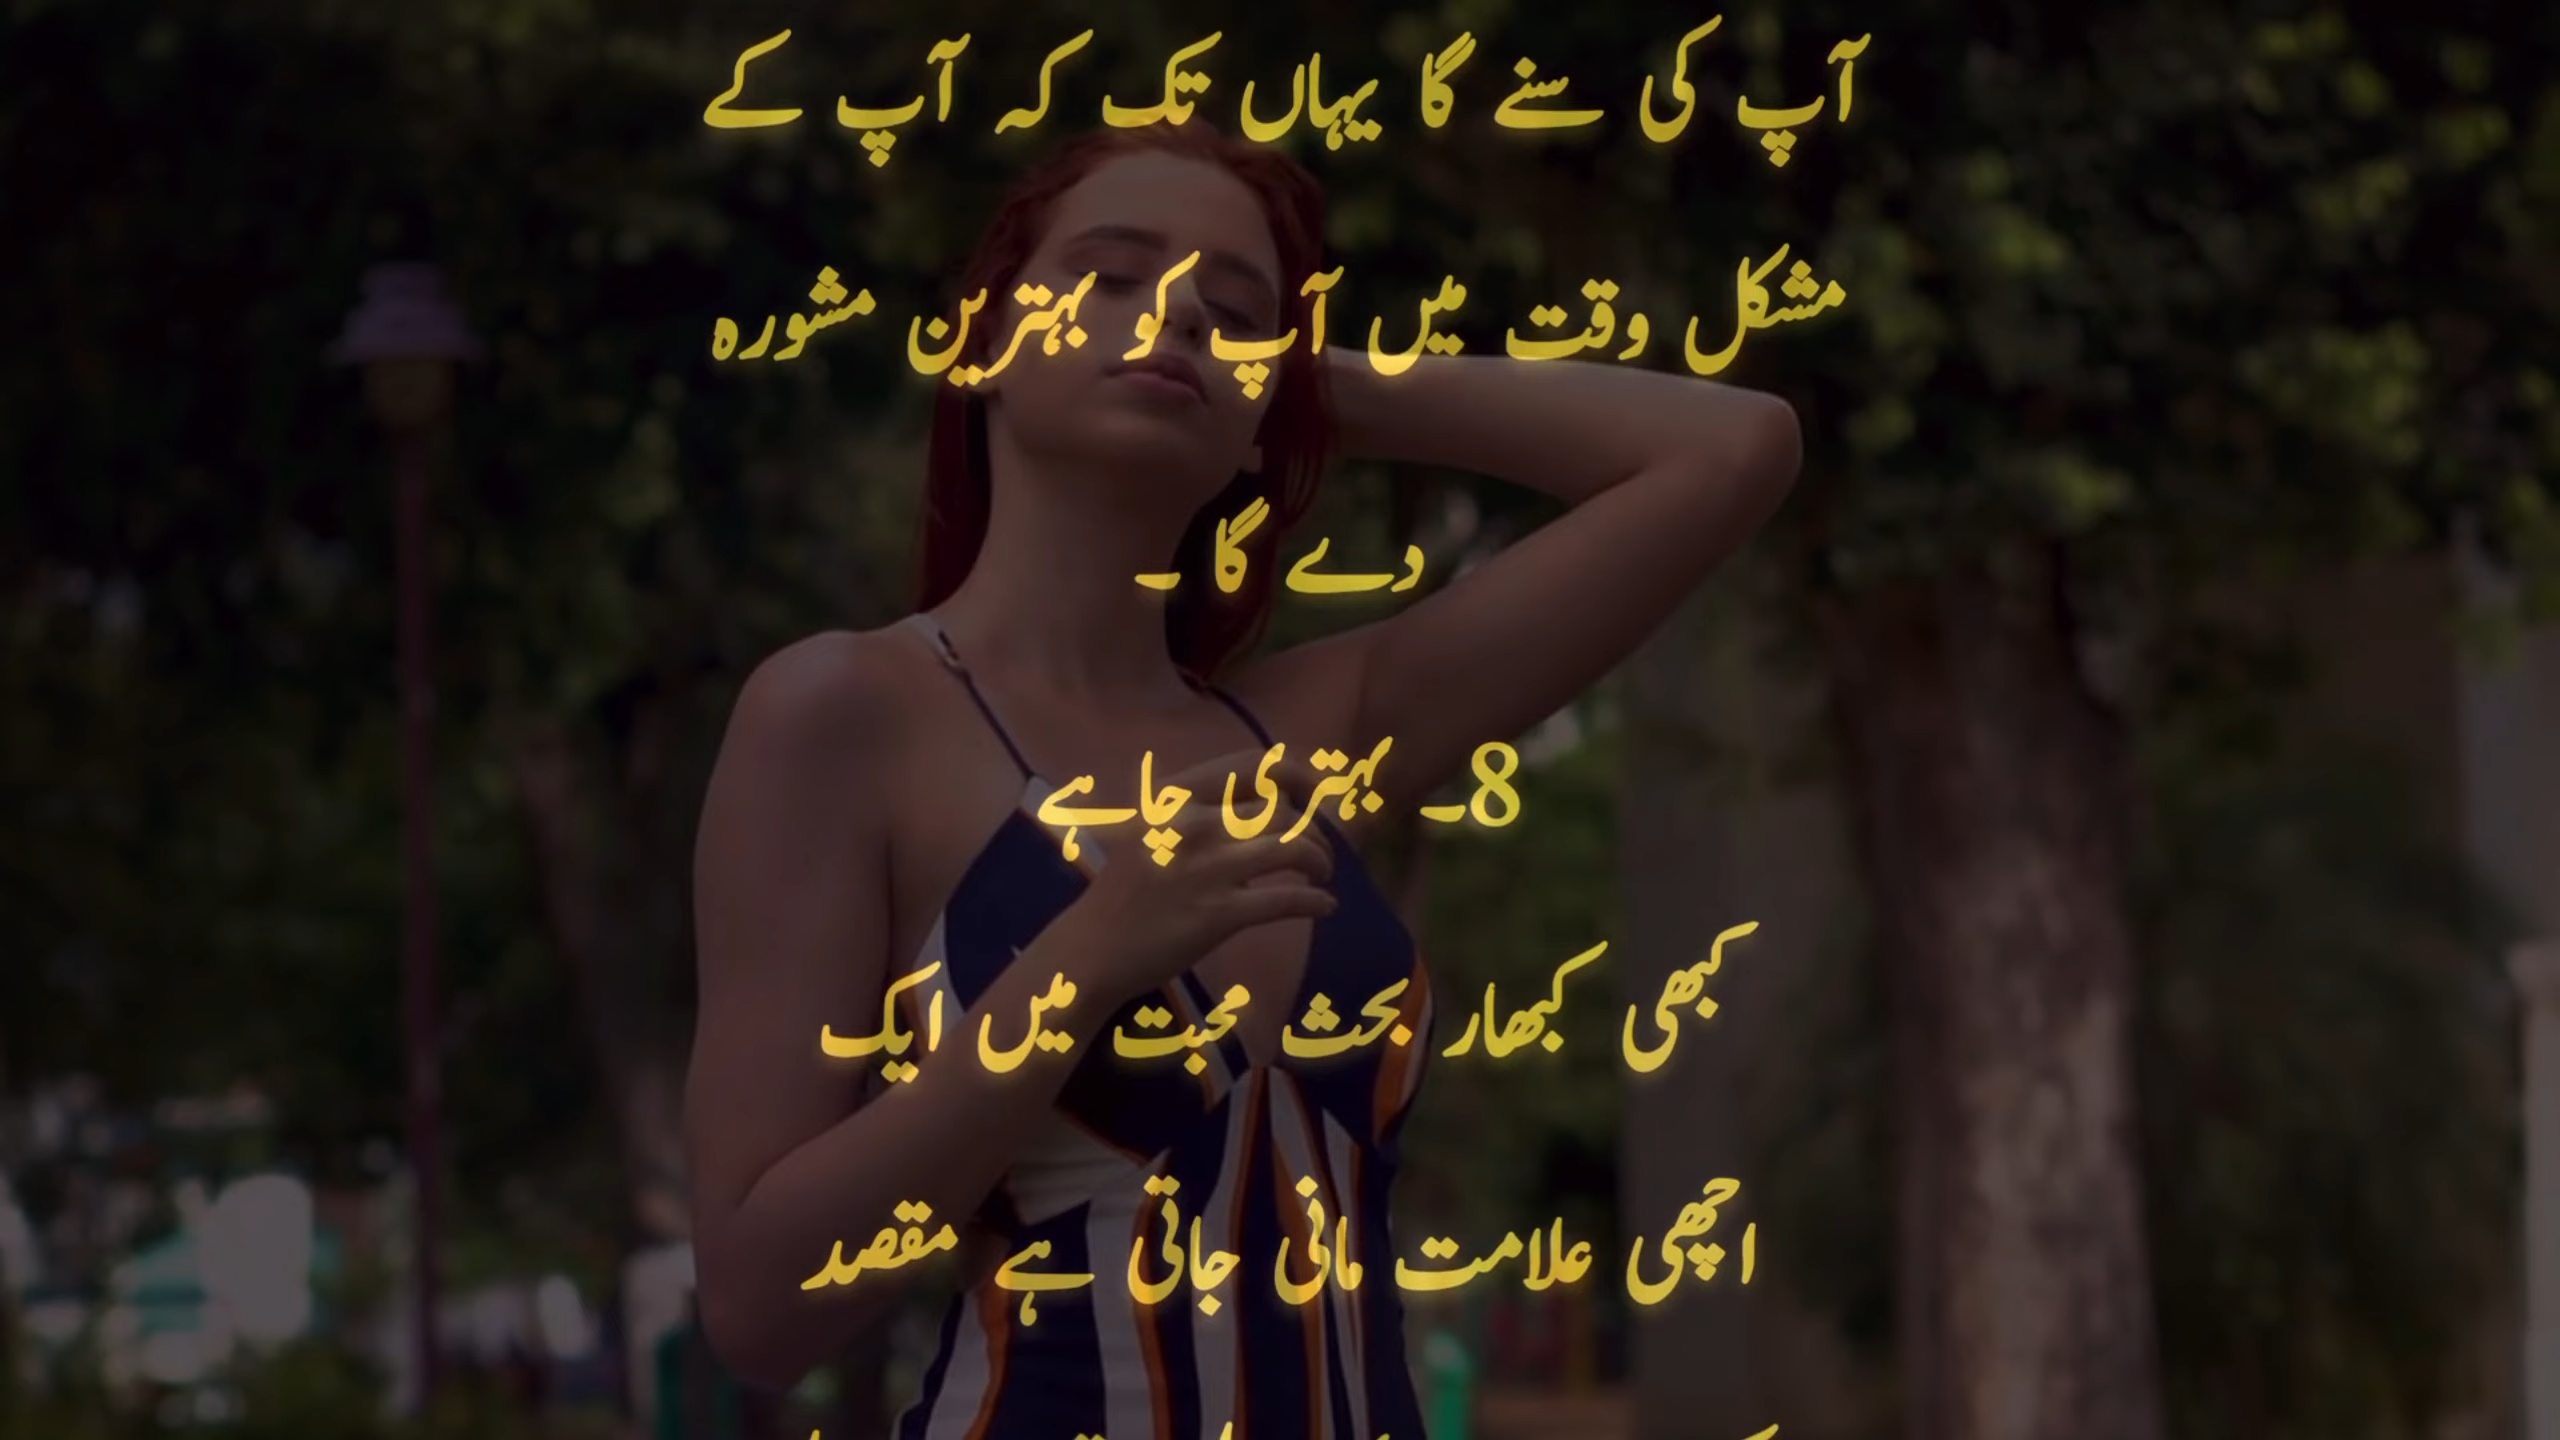 آپ کی سنے گا یہاں تک کہ آپ کے
مشکل وقت میں آپ کو بہترین مشورہ
دے گا ۔
8۔ بہتری چاہے
کبھی کبھار بحث محبت میں ایک
اچھی علامت مانی جاتی ہے مقصد